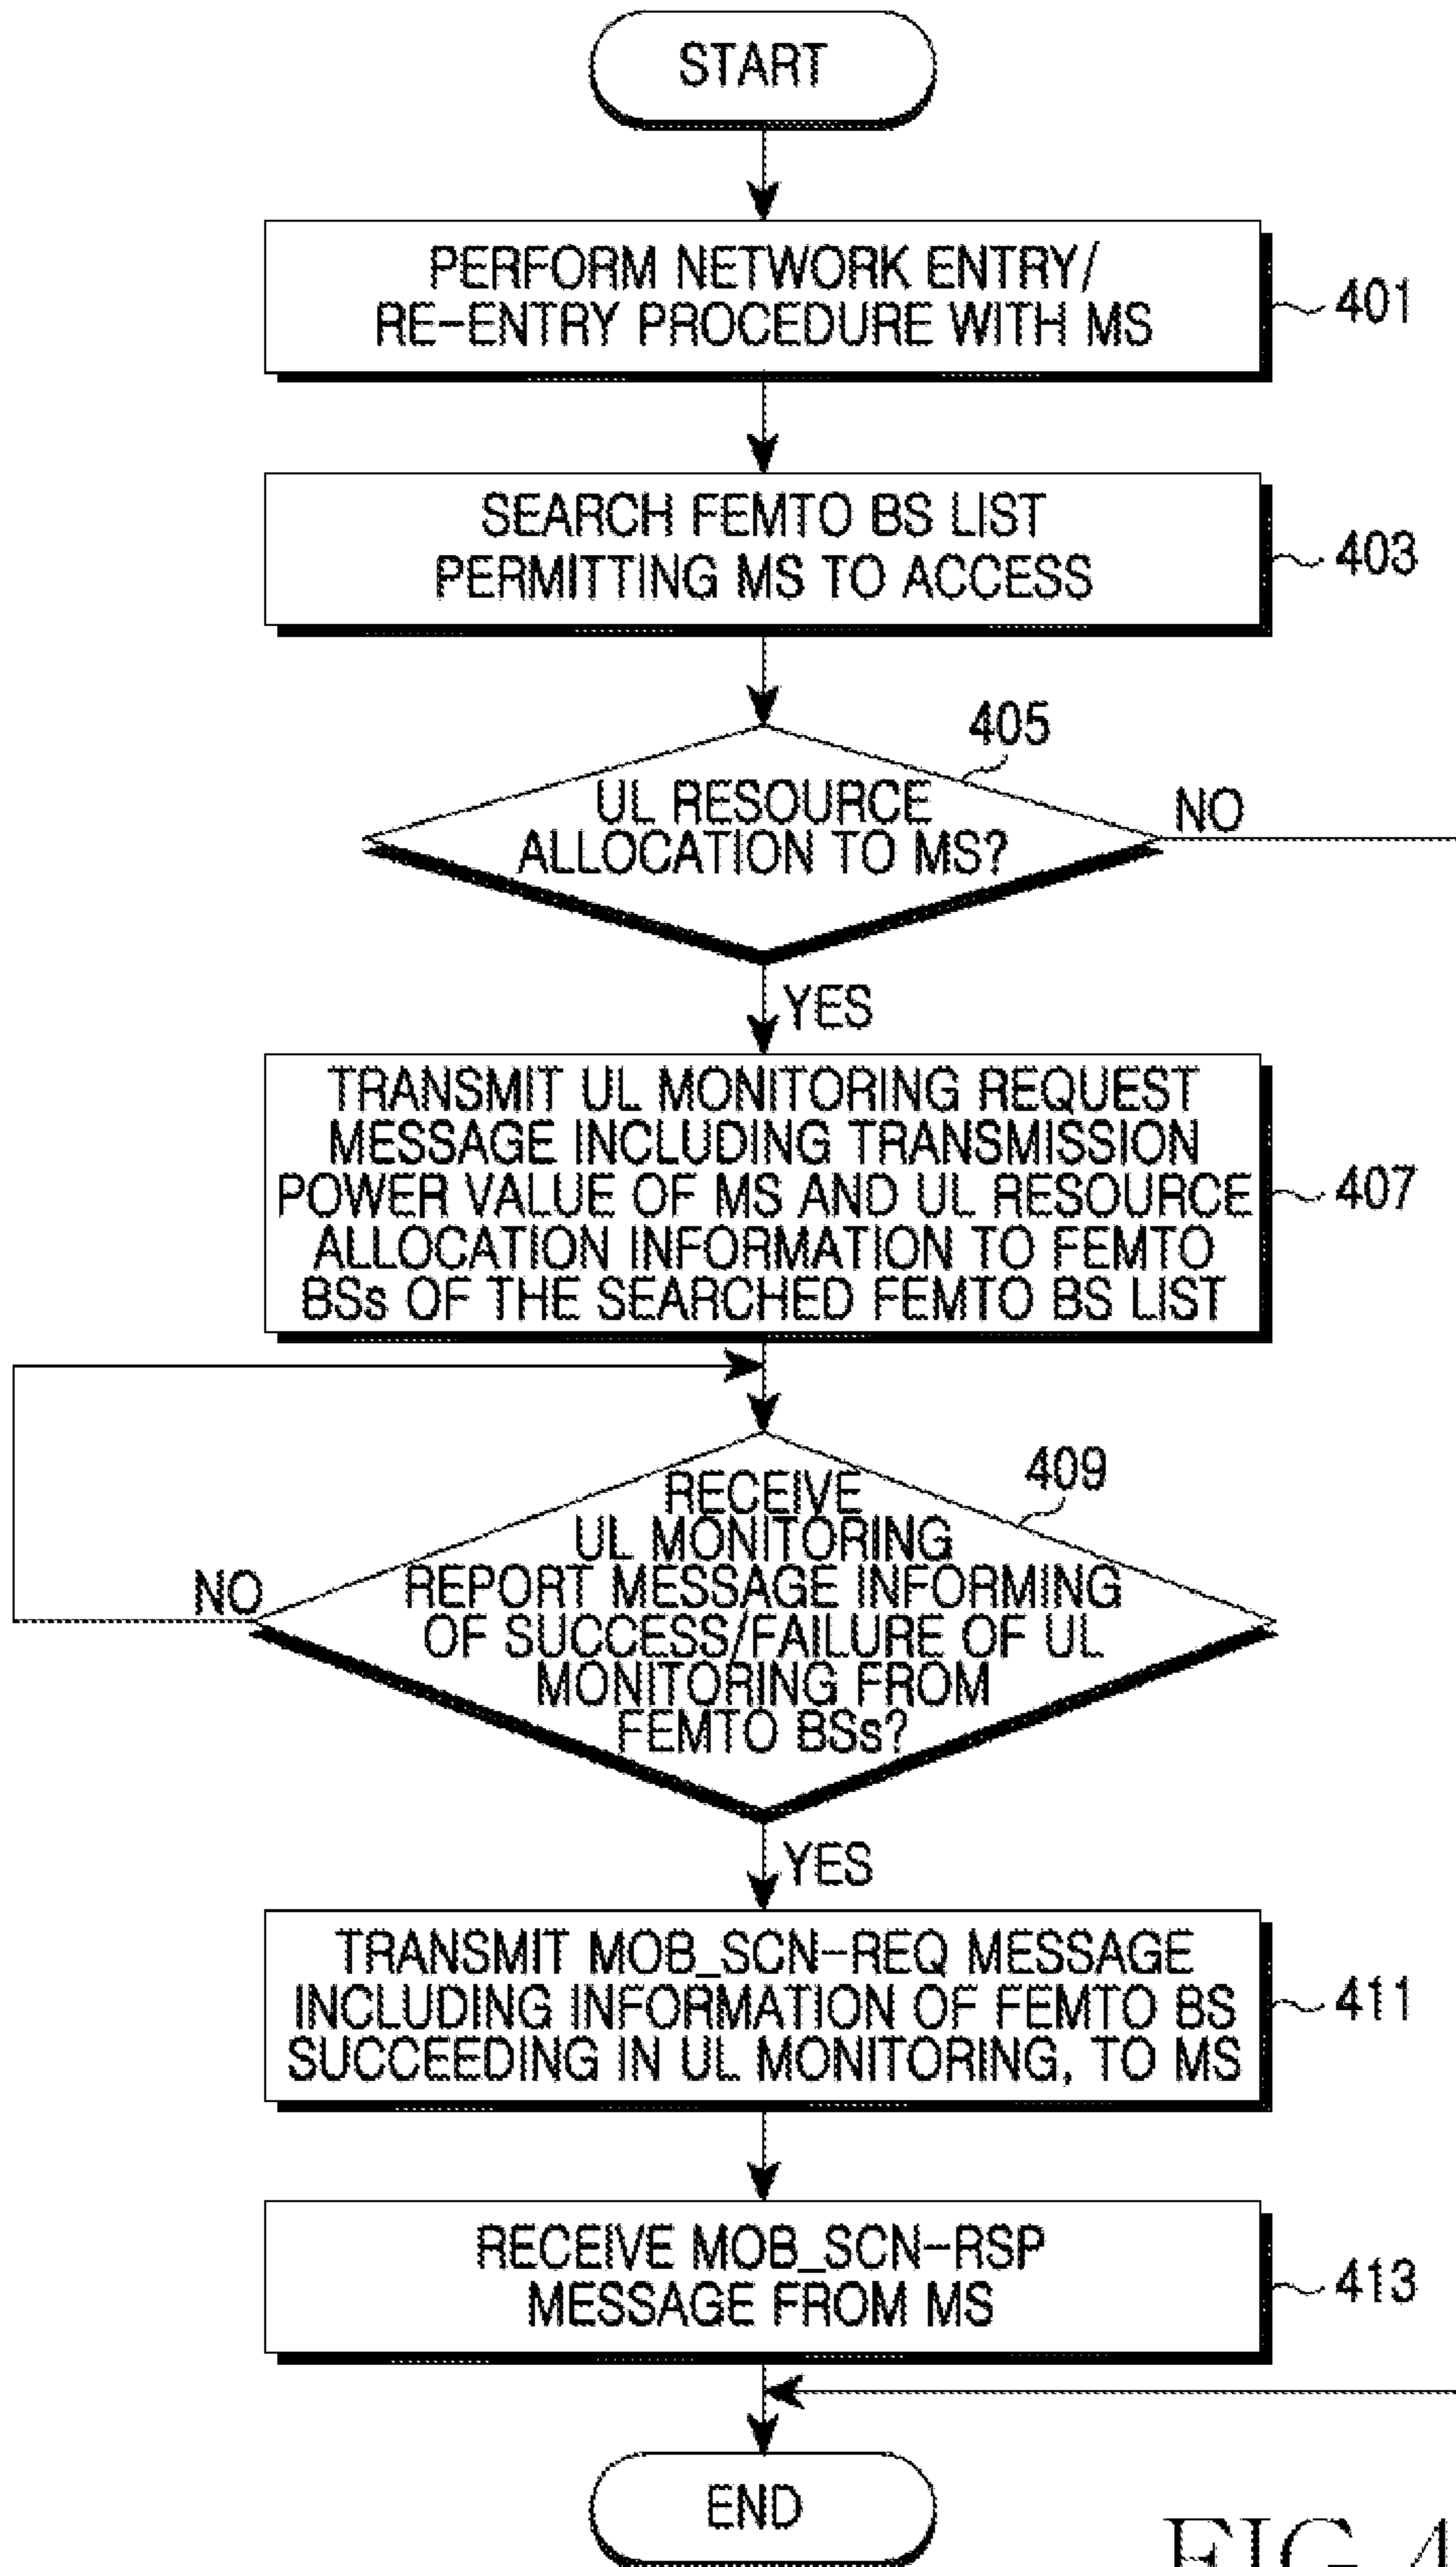 START
PERFORM NETWORK ENTRY/
RE-ENTRY PROCEDURE WITH MS
401
SEARCH FEMTO BS LIST
PERMITTING MS TO ACCESS
403
405
UL RESOURCE
ALLOCATION TO MS?
NO
YES
TRANSMIT UL MONITORING REQUEST
MESSAGE INCLUDING TRANSMISSION
POWER VALUE OF MS AND UL RESOURCE
ALLOCATION INFORMATION TO FEMTO
BSs OF THE SEARCHED FEMTO BS LIST
407
409
RECEIVE
UL MONITORING
REPORT MESSAGE INFORMING
OF SUCCESS/FAILURE OF UL
MONITORING FROM
FEMTO BSs?
NO
YES
TRANSMIT MOB_SCN-REQ MESSAGE
INCLUDING INFORMATION OF FEMTO BS
SUCCEEDING IN UL MONITORING, TO MS
411
RECEIVE MOB_SCN-RSP
MESSAGE FROM MS
413
END
FIG. 4